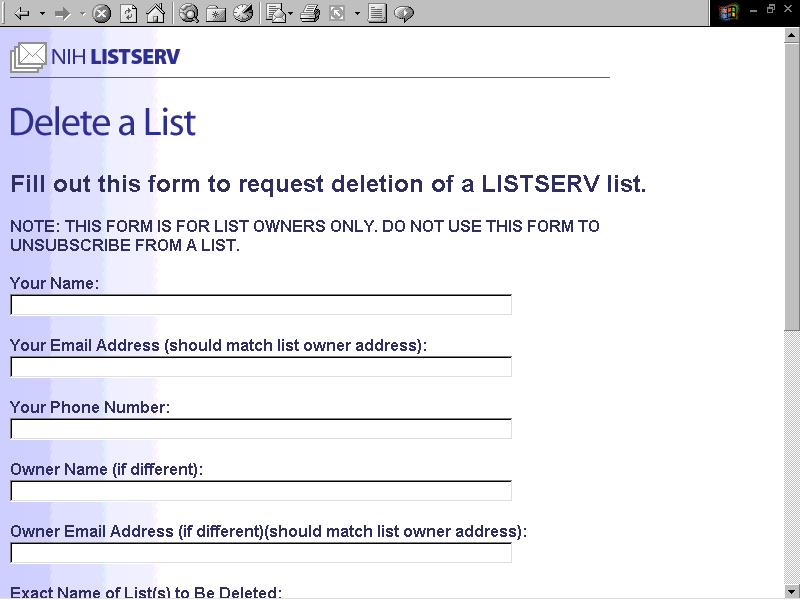 NIH LISTSERV
Delete a List
Fill out this form to request deletion of a LISTSERV list.
NOTE: THIS FORM IS FOR LIST OWNERS ONLY. DO NOT USE THIS FORM TO
UNSUBSCRIBE FROM A LIST.
Your Name:
Your Email Address (should match list owner address):
Your Phone Number:
Owner Name (if different):
Owner Email Address (if different)(should match list owner address):
Exact Name of List(s) to Be Deleted: